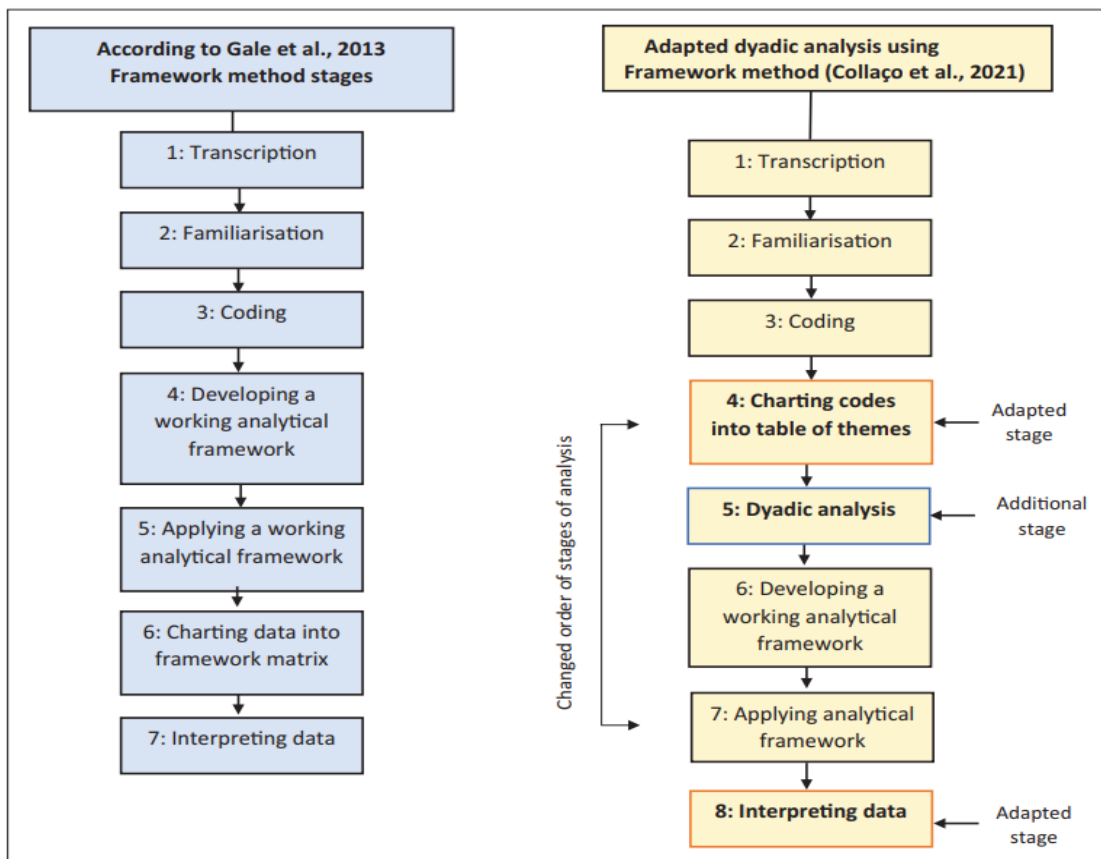 According to Gale et al., 2013
Framework method stages
1: Transcription
2: Familiarisation
3: Coding
4: Developing a
working analytical
framework
5: Applying a working
analytical framework
6: Charting data into
framework matrix
7: Interpreting data
Adapted dyadic analysis using
Framework method (Collaço et al., 2021)
1: Transcription
2: Familiarisation
3: Coding
4: Charting codes
into table of themes
Adapted
stage
5: Dyadic analysis
Additional
stage
6: Developing a
working analytical
framework
7: Applying analytical
framework
8: Interpreting data
Adapted
stage
Changed order of stages of analysis